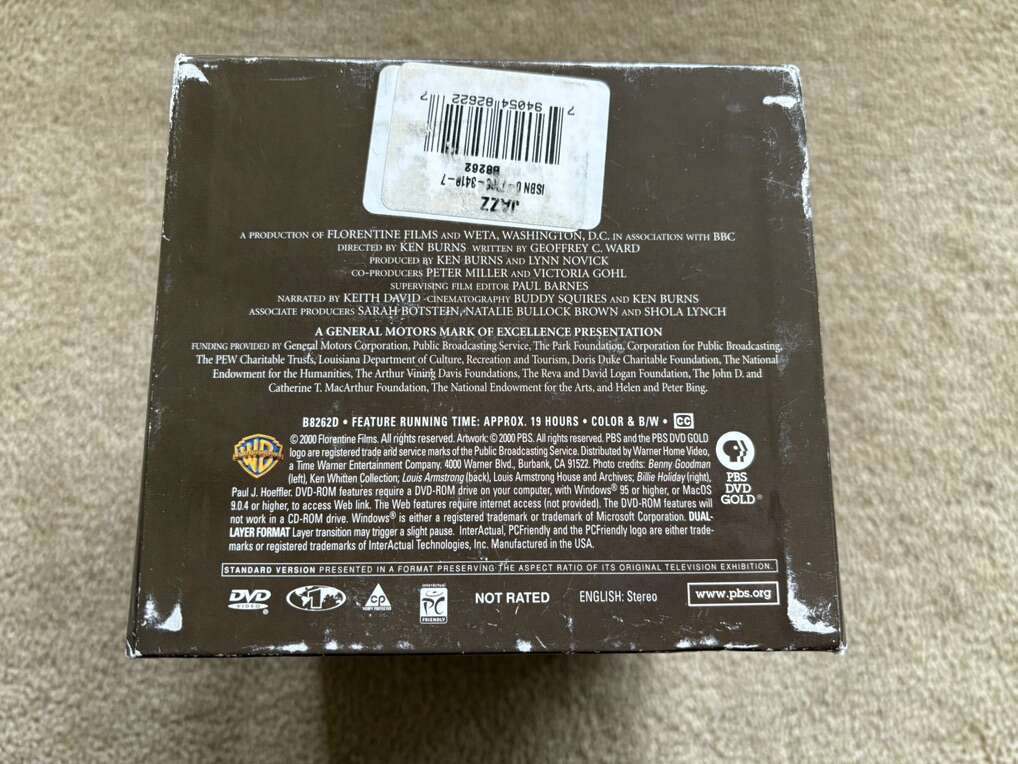 7 94054 82622 7
B8262
JAZZ
A PRODUCTION OF FLORENTINE FILMS AND WETA, WASHINGTON, D.C. IN ASSOCIATION WITH BBC
DIRECTED BY KEN BURNS WRITTEN BY GEOFFREY C. WARD
PRODUCED BY KEN BURNS AND LYNN NOVICK
CO-PRODUCERS PETER MILLER AND VICTORIA GOHL
SUPERVISING FILM EDITOR PAUL BARNES
NARRATED BY KEITH DAVID CINEMATOGRAPHY BUDDY SQUIRES AND KEN BURNS
ASSOCIATE PRODUCERS SARAH BOTSTEIN, NATALIE BULLOCK BROWN AND SHOLA LYNCH
A GENERAL MOTORS MARK OF EXCELLENCE PRESENTATION
FUNDING PROVIDED BY General Motors Corporation, Public Broadcasting Service, The Park Foundation, Corporation for Public Broadcasting,
The PEW Charitable Trusts, Louisiana Department of Culture, Recreation and Tourism, Doris Duke Charitable Foundation, The National
Endowment for the Humanities, The Arthur Vining Davis Foundations, The Reva and David Logan Foundation, The John D. and
Catherine T. MacArthur Foundation, The National Endowment for the Arts, and Helen and Peter Bing.
B8262D • FEATURE RUNNING TIME: APPROX. 19 HOURS • COLOR & B/W • CC
© 2000 Florentine Films. All rights reserved. Artwork: © 2000 PBS. All rights reserved. PBS and the PBS DVD GOLD
logo are registered trade and service marks of the Public Broadcasting Service. Distributed by Warner Home Video,
a Time Warner Entertainment Company. 4000 Warner Blvd., Burbank, CA 91522. Photo credits: Benny Goodman
(left), Ken Whitten Collection; Louis Armstrong (back), Louis Armstrong House and Archives; Billie Holiday (right),
Paul J. Hoeffler. DVD-ROM features require a DVD-ROM drive on your computer, with Windows® 95 or higher, or MacOS
9.0.4 or higher, to access Web link. The Web features require internet access (not provided). The DVD-ROM features will
not work in a CD-ROM drive. Windows® is either a registered trademark or trademark of Microsoft Corporation. DUAL-
LAYER FORMAT Layer transition may trigger a slight pause. InterActual, PCFriendly and the PCFriendly logo are either trade-
marks or registered trademarks of InterActual Technologies, Inc. Manufactured in the USA.
WB
PBS
DVD
GOLD®
STANDARD VERSION PRESENTED IN A FORMAT PRESERVING THE ASPECT RATIO OF ITS ORIGINAL TELEVISION EXHIBITION.
DVD
VIDEO
1
CP
InterActual
PC
FRIENDLY
NOT RATED
ENGLISH: Stereo
www.pbs.org